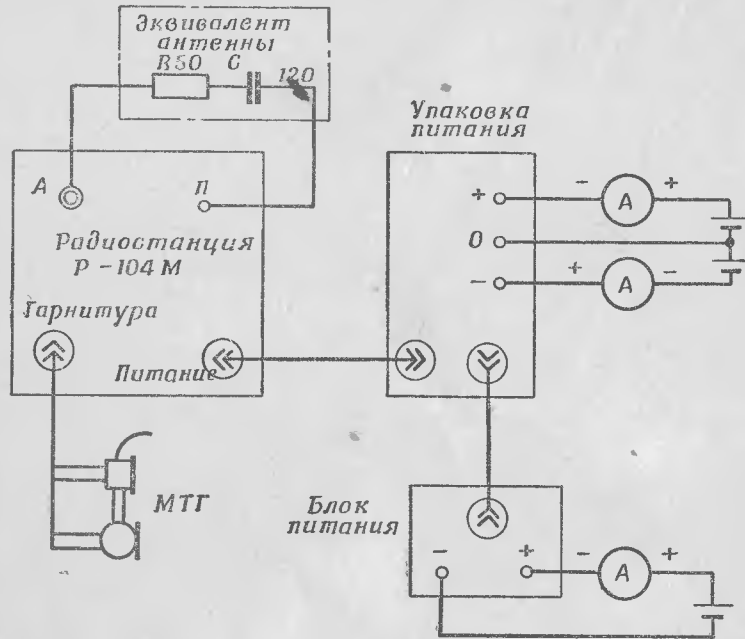 Эквивалент
антенны
R50 С 120
Упаковка
питания
А П
+ - А +
0
- + А -
Радиостанция
Р-104М
Гарнитура
Питание
МТГ
Блок
питания
- + - А +